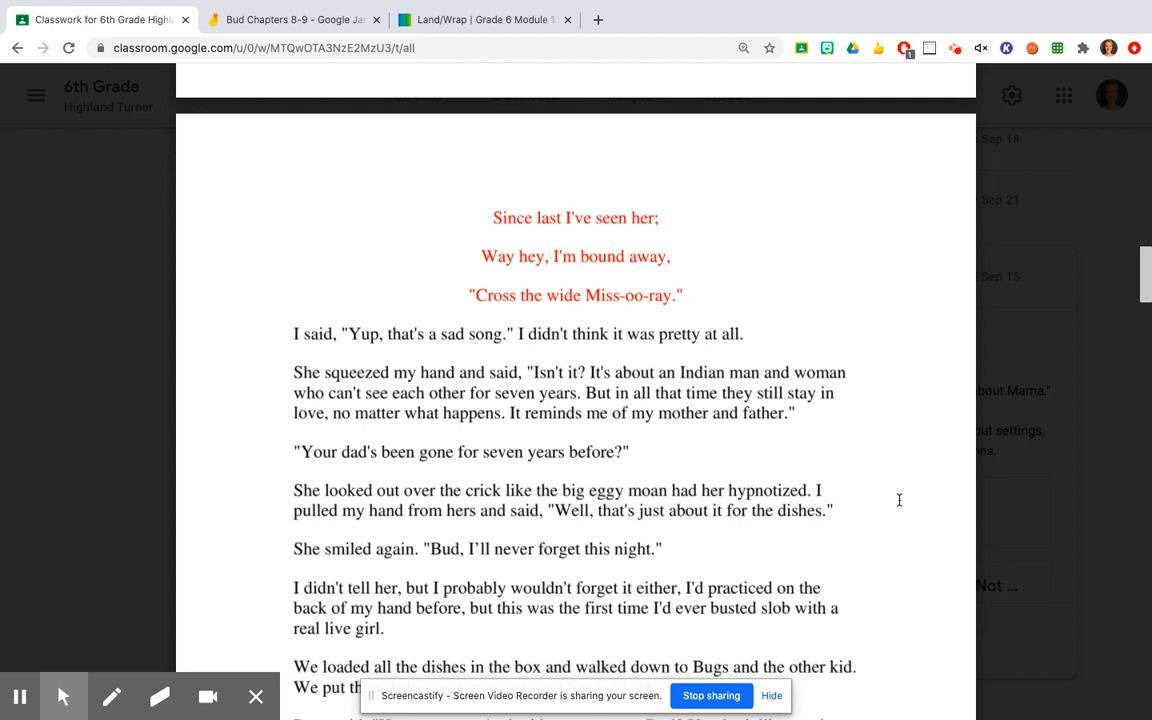 Classwork for 6th Grade Highl
Bud Chapters 8-9 - Google Ja
Land/Wrap | Grade 6 Module 1
classroom.google.com/u/0/w/MTQwOTA3NzE2MzU3/t/all
6th Grade
Highland Turner
Sep 18
Since last I've seen her;
Sep 21
Way hey, I'm bound away,
Sep 15
"Cross the wide Miss-oo-ray."
I said, "Yup, that's a sad song." I didn't think it was pretty at all.
She squeezed my hand and said, "Isn't it? It's about an Indian man and woman
who can't see each other for seven years. But in all that time they still stay in
bout Mama."
love, no matter what happens. It reminds me of my mother and father."
out settings,
ons.
"Your dad's been gone for seven years before?"
She looked out over the crick like the big eggy moan had her hypnotized. I
pulled my hand from hers and said, "Well, that's just about it for the dishes."
She smiled again. "Bud, I'll never forget this night."
I didn't tell her, but I probably wouldn't forget it either, I'd practiced on the
Not ...
back of my hand before, but this was the first time I'd ever busted slob with a
real live girl.
We loaded all the dishes in the box and walked down to Bugs and the other kid.
We put th
Screencastify - Screen Video Recorder is sharing your screen.
Stop sharing
Hide